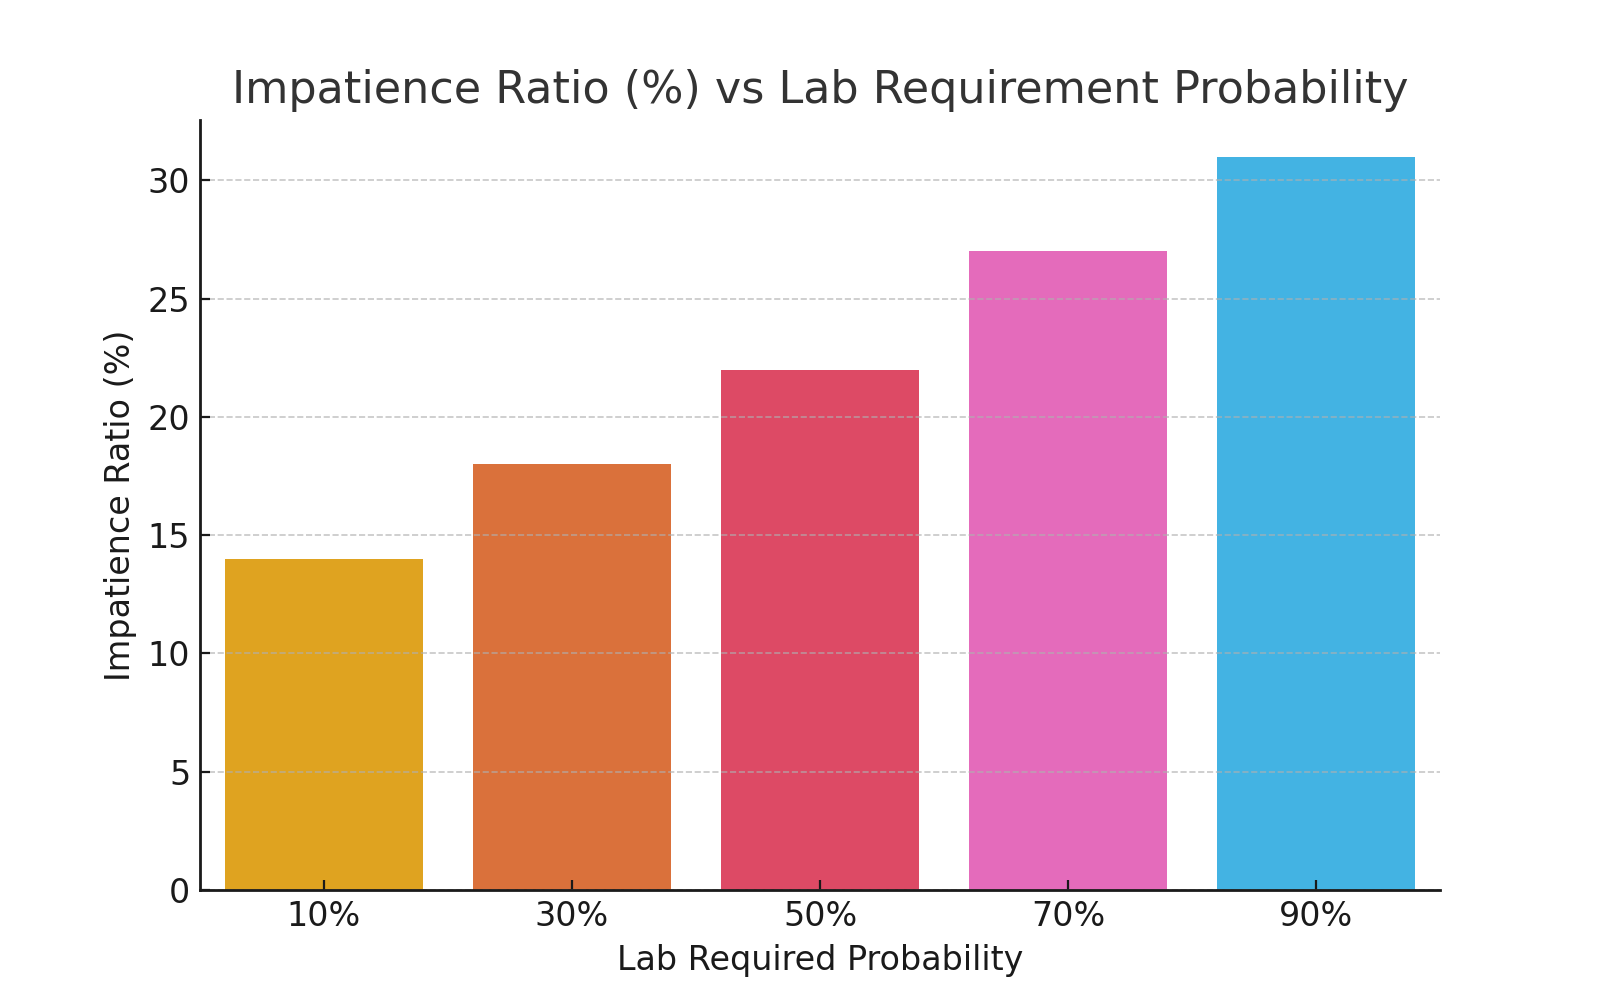 Impatience Ratio (%) vs Lab Requirement Probability
Impatience Ratio (%)
30
25
20
15
10
5
0
10% 30% 50% 70% 90%
Lab Required Probability